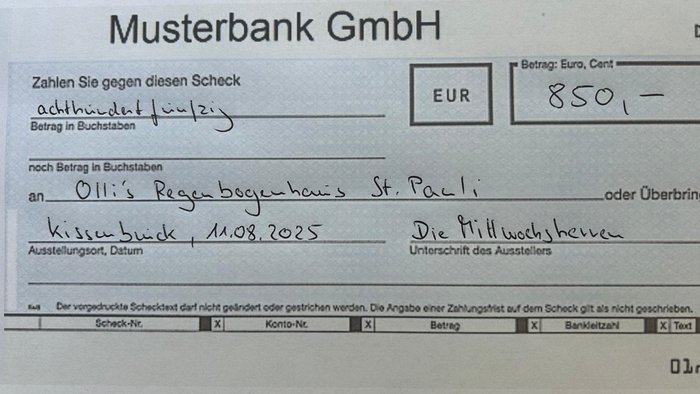 Musterbank GmbH
Zahlen Sie gegen diesen Scheck
EUR
Betrag: Euro, Cent
850,—
achthundertfünfzig
Betrag in Buchstaben
noch Betrag in Buchstaben
an Olli's Regenbogenhaus St. Pauli oder Überbrin
Kissenbrück, 11.08.2025 Die Mittwochsherren
Ausstellungsort, Datum Unterschrift des Ausstellers
Der vorgedruckte Schecktext darf nicht geändert oder gestrichen werden. Die Angabe einer Zahlungsfrist auf dem Scheck gilt als nicht geschrieben.
Scheck-Nr. X Konto-Nr. X Betrag X Bankleitzahl X Text